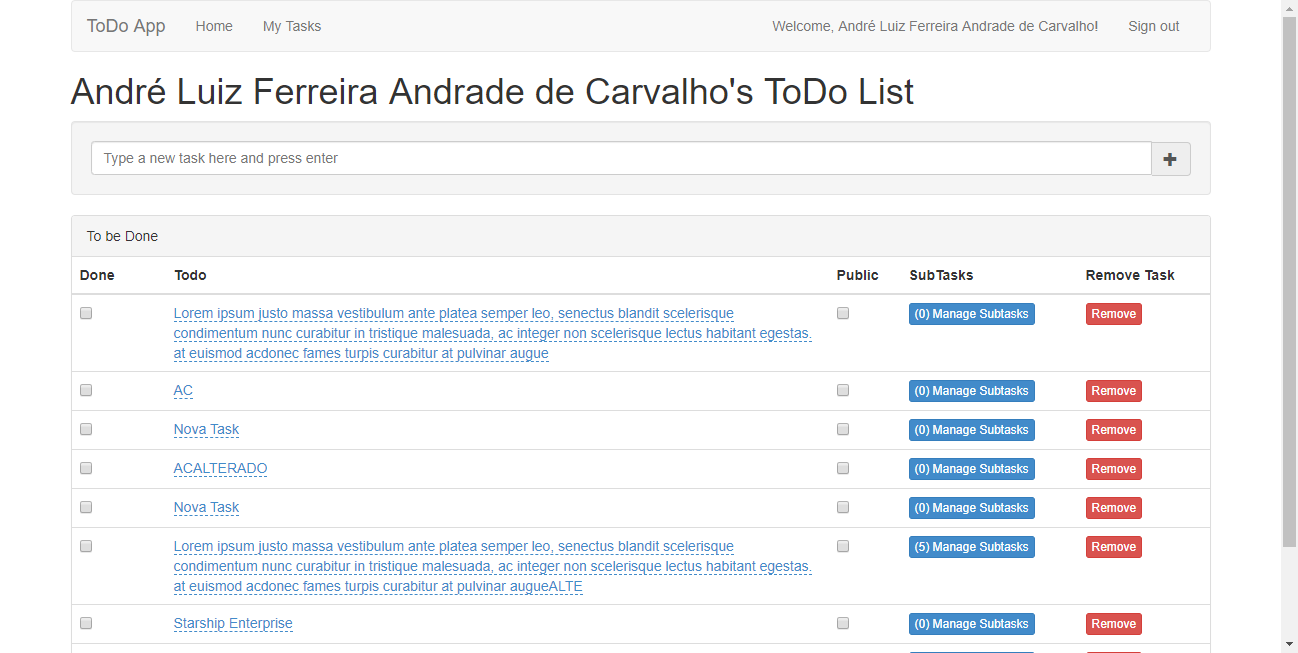 ToDo App Home My Tasks Welcome, André Luiz Ferreira Andrade de Carvalho! Sign out
André Luiz Ferreira Andrade de Carvalho's ToDo List
Type a new task here and press enter
To be Done
Done Todo Public SubTasks Remove Task
Lorem ipsum justo massa vestibulum ante platea semper leo, senectus blandit scelerisque (0) Manage Subtasks Remove
condimentum nunc curabitur in tristique malesuada, ac integer non scelerisque lectus habitant egestas.
at euismod acdonec fames turpis curabitur at pulvinar augue
AC (0) Manage Subtasks Remove
Nova Task (0) Manage Subtasks Remove
ACALTERADO (0) Manage Subtasks Remove
Nova Task (0) Manage Subtasks Remove
Lorem ipsum justo massa vestibulum ante platea semper leo, senectus blandit scelerisque (5) Manage Subtasks Remove
condimentum nunc curabitur in tristique malesuada, ac integer non scelerisque lectus habitant egestas.
at euismod acdonec fames turpis curabitur at pulvinar augueALTE
Starship Enterprise (0) Manage Subtasks Remove